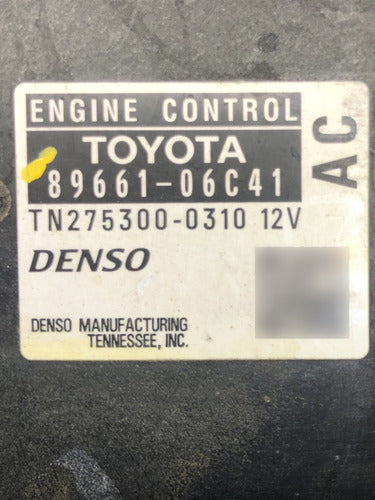 ENGINE CONTROL
TOYOTA
89661-06C41
AC
TN275300-0310 12V
DENSO
DENSO MANUFACTURING
TENNESSEE, INC.